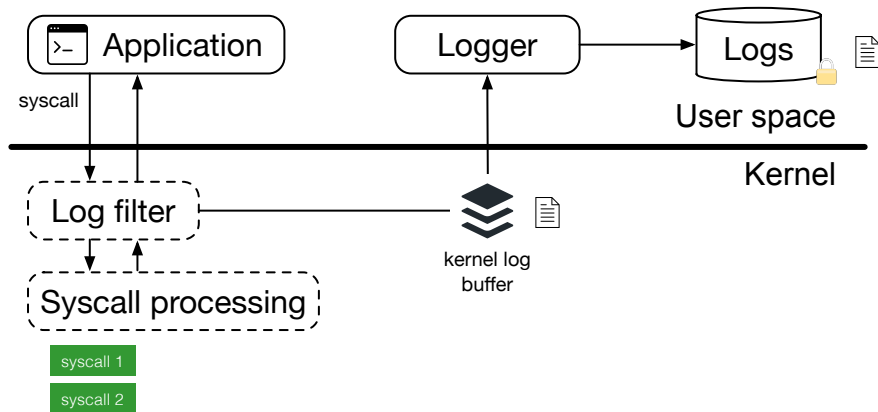 Application
Logger
Logs
syscall
User space
Kernel
Log filter
kernel log
buffer
Syscall processing
syscall 1
syscall 2